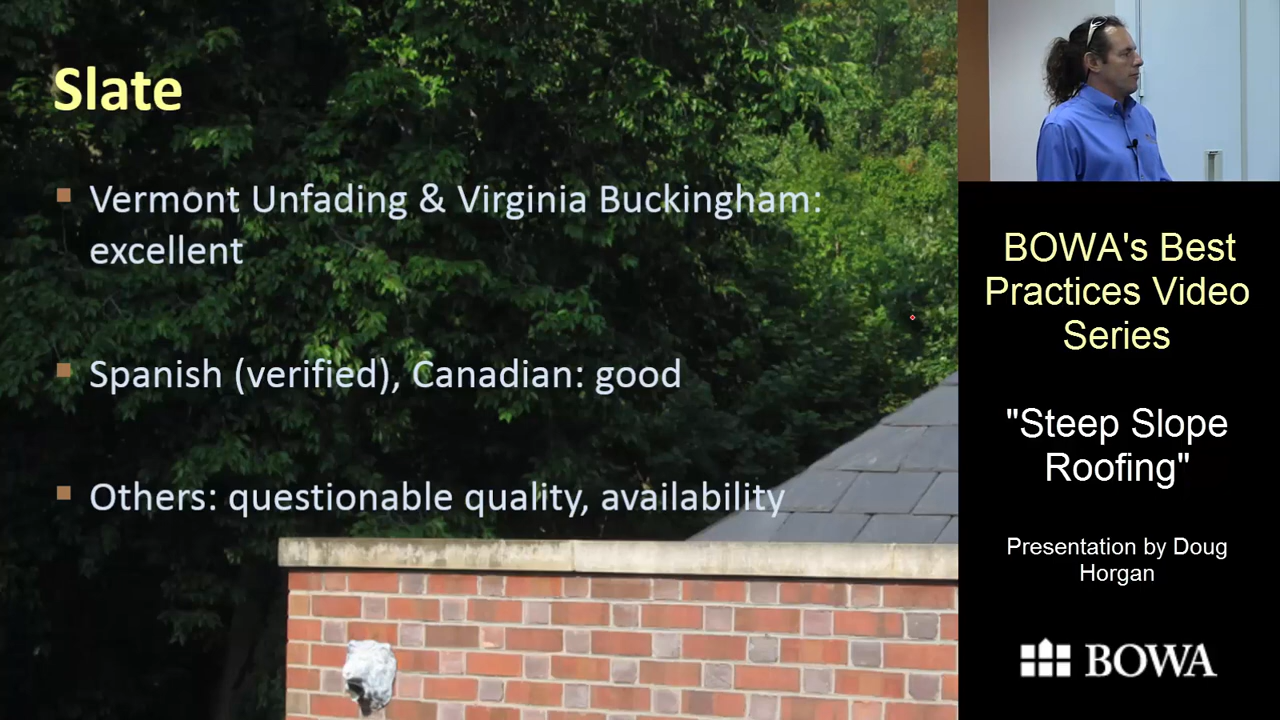 Slate
Vermont Unfading & Virginia Buckingham:
excellent
Spanish (verified), Canadian: good
Others: questionable quality, availability
BOWA's Best
Practices Video
Series
"Steep Slope
Roofing"
Presentation by Doug
Horgan
BOWA